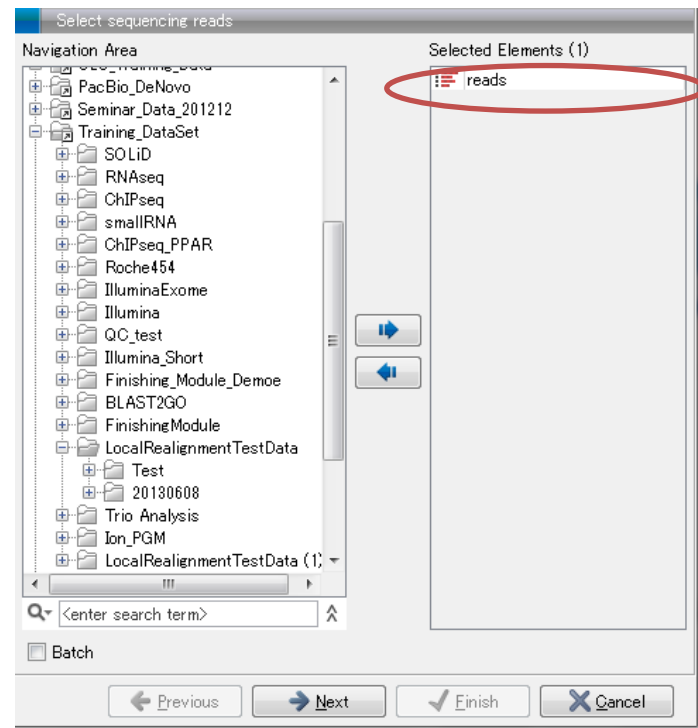 Select sequencing reads
Navigation Area
Selected Elements (1)
reads
PacBio_DeNovo
Seminar_Data_201212
Training_DataSet
SOLiD
RNAseq
ChIPseq
smallRNA
ChIPseq_PPAR
Roche454
IlluminaExome
Illumina
QC_test
Illumina_Short
Finishing_Module_Demoe
BLAST2GO
FinishingModule
LocalRealignmentTestData
Test
20130608
Trio Analysis
Ion_PGM
LocalRealignmentTestData (1)
<enter search term>
Batch
Previous
Next
Finish
Cancel